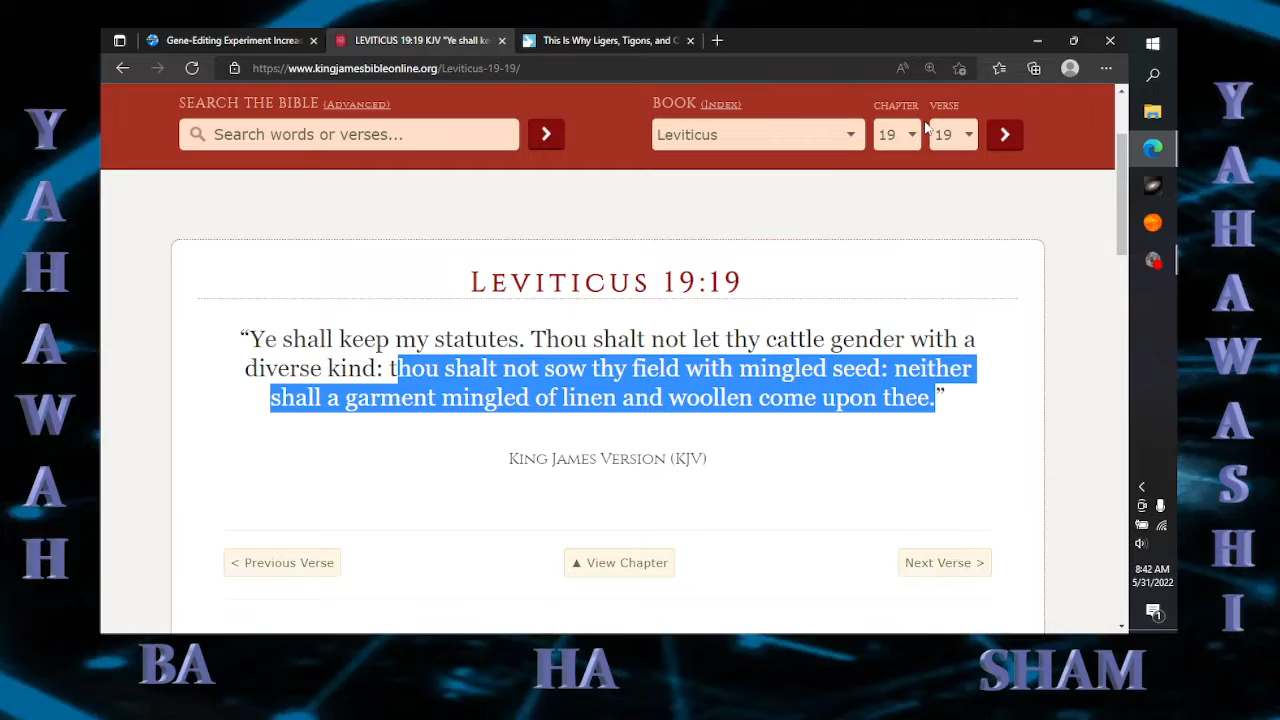 Gene-Editing Experiment Increa
LEVITICUS 19:19 KJV "Ye shall ke
This Is Why Ligers, Tigons, and C
https://www.kingjamesbibleonline.org/Leviticus-19-19/
SEARCH THE BIBLE (ADVANCED)
BOOK (INDEX)
CHAPTER
VERSE
Search words or verses...
Leviticus
19
19
LEVITICUS 19:19
“Ye shall keep my statutes. Thou shalt not let thy cattle gender with a
diverse kind: thou shalt not sow thy field with mingled seed: neither
shall a garment mingled of linen and woollen come upon thee.”
KING JAMES VERSION (KJV)
< Previous Verse
▲ View Chapter
Next Verse >
8:42 AM
5/31/2022
1
YAHAWAH
YAHAWASHI
BA
HA
SHAM